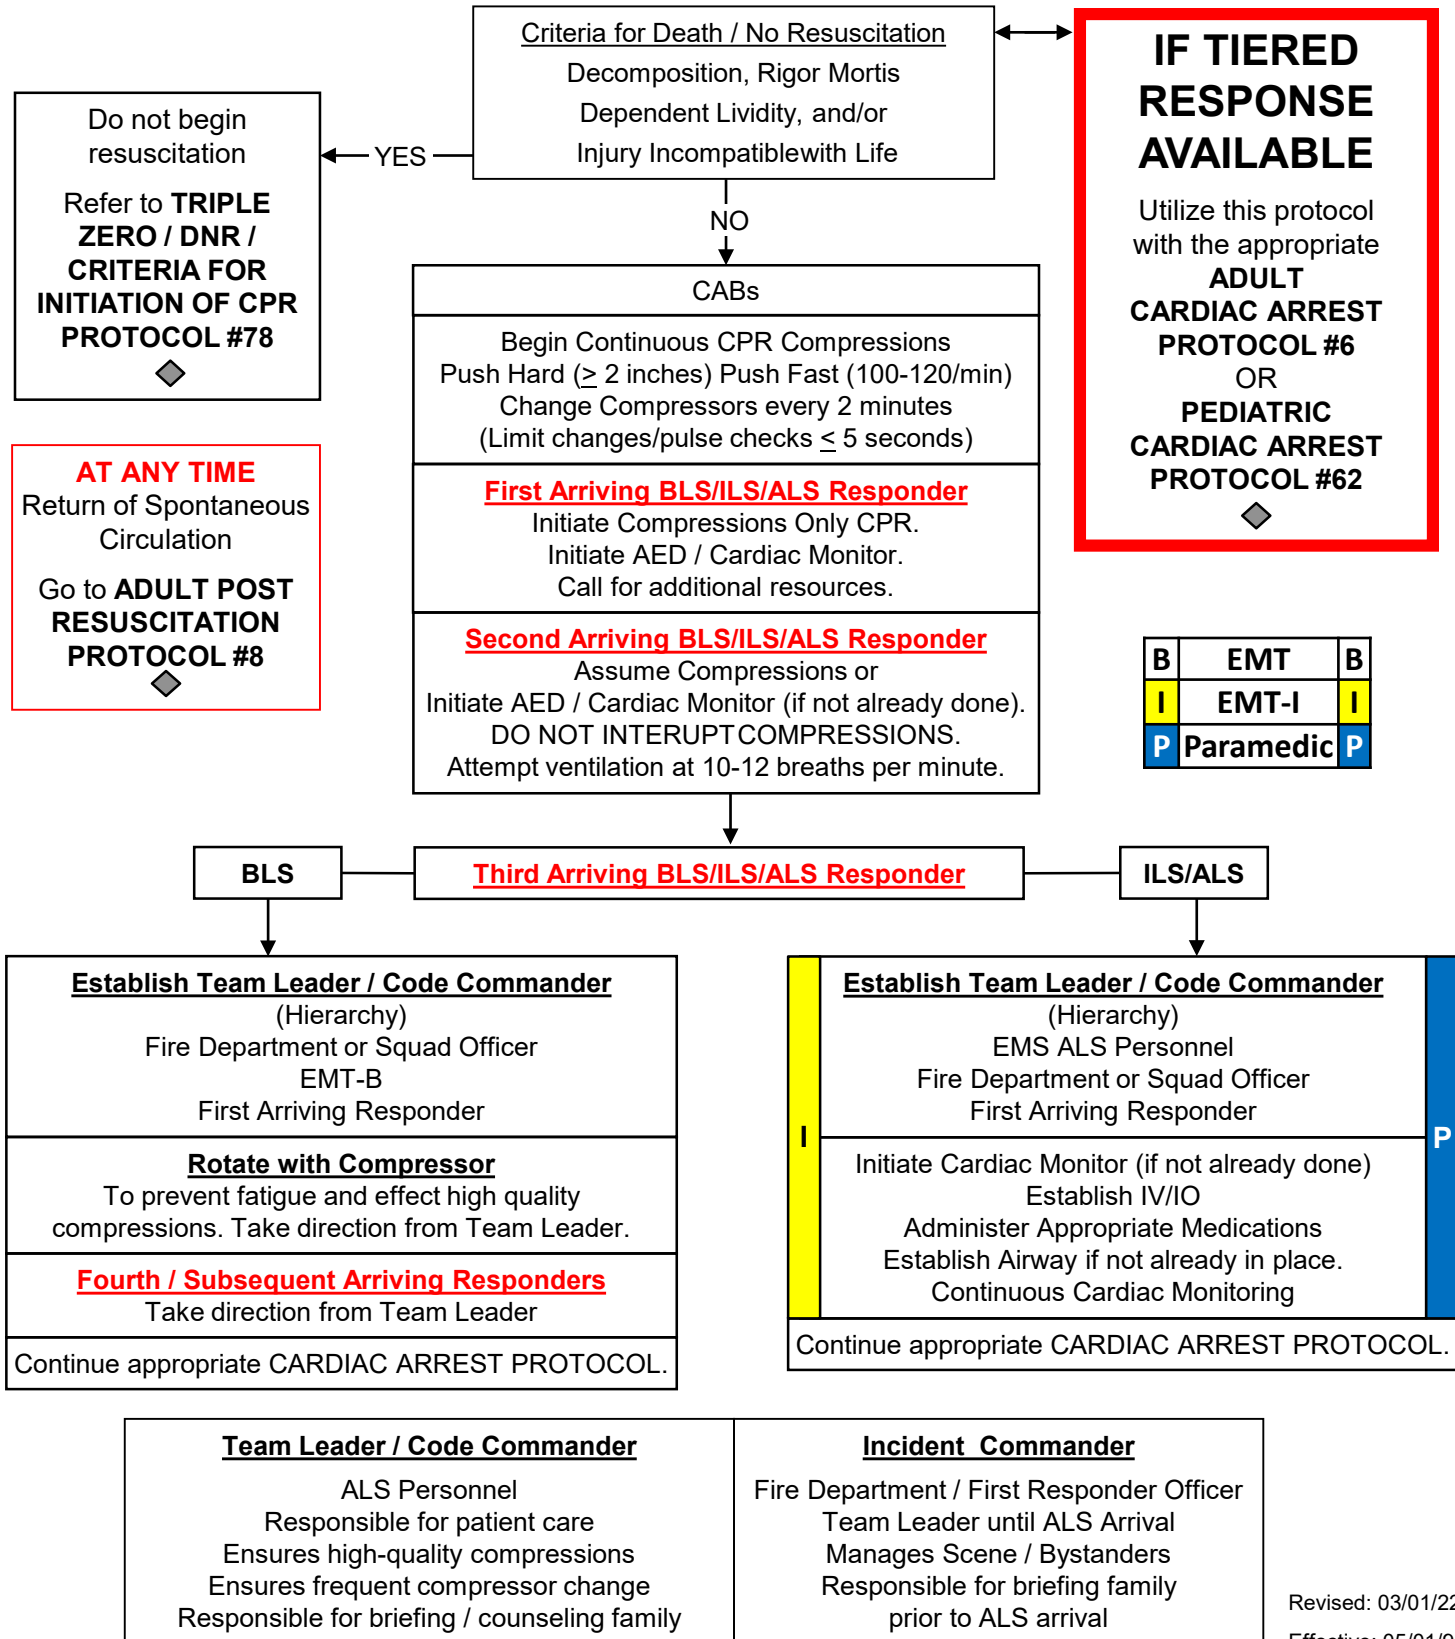 Criteria for Death / No Resuscitation
Decomposition, Rigor Mortis
Dependent Lividity, and/or
Injury Incompatiblewith Life
IF TIERED
RESPONSE
AVAILABLE
Utilize this protocol
with the appropriate
ADULT
CARDIAC ARREST
PROTOCOL #6
OR
PEDIATRIC
CARDIAC ARREST
PROTOCOL #62
YES
Do not begin
resuscitation
Refer to TRIPLE
ZERO / DNR /
CRITERIA FOR
INITIATION OF CPR
PROTOCOL #78
NO
AT ANY TIME
Return of Spontaneous
Circulation
Go to ADULT POST
RESUSCITATION
PROTOCOL #8
CABs
Begin Continuous CPR Compressions
Push Hard (≥ 2 inches) Push Fast (100-120/min)
Change Compressors every 2 minutes
(Limit changes/pulse checks ≤ 5 seconds)
First Arriving BLS/ILS/ALS Responder
Initiate Compressions Only CPR.
Initiate AED / Cardiac Monitor.
Call for additional resources.
Second Arriving BLS/ILS/ALS Responder
Assume Compressions or
Initiate AED / Cardiac Monitor (if not already done).
DO NOT INTERUPT COMPRESSIONS.
Attempt ventilation at 10-12 breaths per minute.
B EMT B
I EMT-I I
P Paramedic P
BLS
Third Arriving BLS/ILS/ALS Responder
ILS/ALS
Establish Team Leader / Code Commander
(Hierarchy)
Fire Department or Squad Officer
EMT-B
First Arriving Responder
Rotate with Compressor
To prevent fatigue and effect high quality
compressions. Take direction from Team Leader.
Fourth / Subsequent Arriving Responders
Take direction from Team Leader
Continue appropriate CARDIAC ARREST PROTOCOL.
I
Establish Team Leader / Code Commander
(Hierarchy)
EMS ALS Personnel
Fire Department or Squad Officer
First Arriving Responder
Initiate Cardiac Monitor (if not already done)
Establish IV/IO
Administer Appropriate Medications
Establish Airway if not already in place.
Continuous Cardiac Monitoring
P
Continue appropriate CARDIAC ARREST PROTOCOL.
Team Leader / Code Commander
ALS Personnel
Responsible for patient care
Ensures high-quality compressions
Ensures frequent compressor change
Responsible for briefing / counseling family
Incident Commander
Fire Department / First Responder Officer
Team Leader until ALS Arrival
Manages Scene / Bystanders
Responsible for briefing family
prior to ALS arrival
Revised: 03/01/22